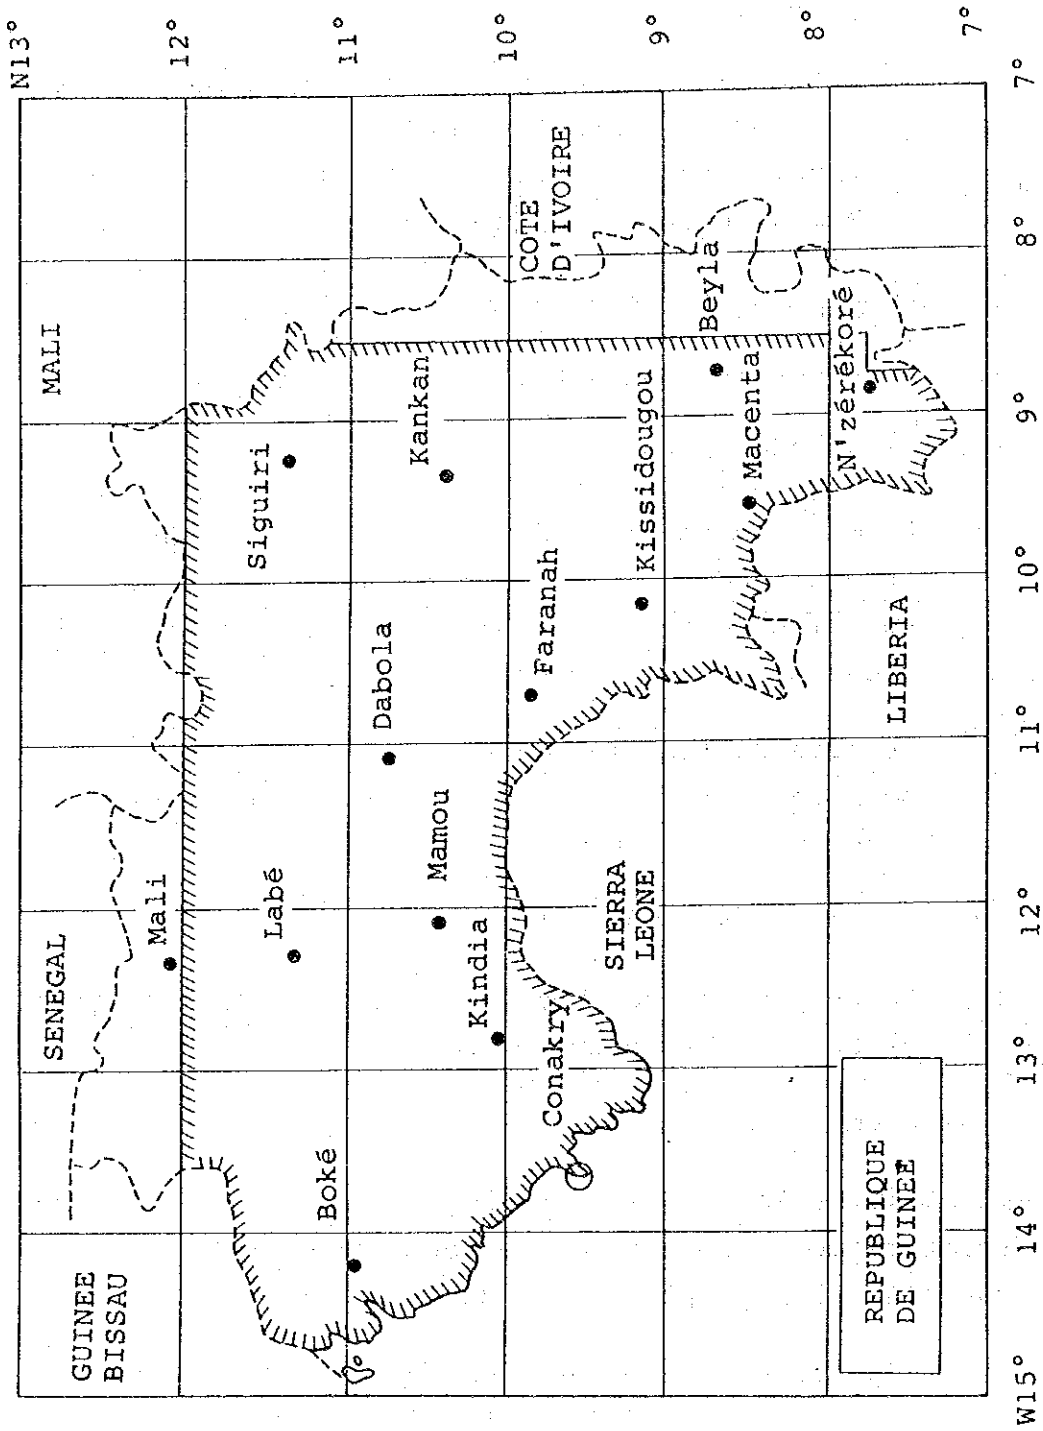 N13°
12°
11°
10°
9°
8°
7°
MALI
SENEGAL
GUINEE
BISSAU
COTE
D'IVOIRE
Mali
Siguiri
Labé
Boké
Kankan
Dabola
Mamou
Kindia
Conakry
Faranah
Kissidougou
Beyla
Macenta
N'zérékoré
SIERRA
LEONE
LIBERIA
REPUBLIQUE
DE GUINEE
W15°
14°
13°
12°
11°
10°
9°
8°
7°